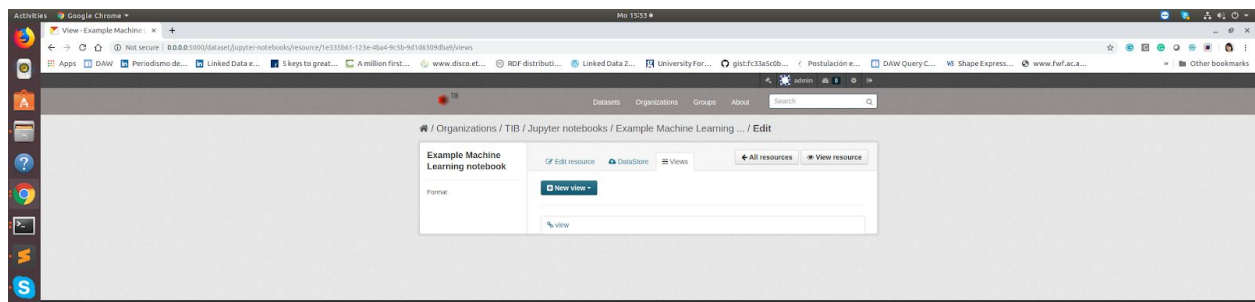 Activities Google Chrome Mo 15:53
View - Example Machine L × +
Not secure | 0.0.0.0:5000/dataset/jupyter-notebooks/resource/1e335b61-123e-4ba4-9c5b-9d1d6309dba9/views
Apps DAW Periodismo de... Linked Data e... 5 keys to great... A million first... www.disco.et... RDF distributi... Linked Data 2... University For... gist:fc33a5c0b... Postulación e... DAW Query C... Shape Express... www.fwf.ac.a... » Other bookmarks
admin 0
TIB Datasets Organizations Groups About Search
/ Organizations / TIB / Jupyter notebooks / Example Machine Learning ... / Edit
Example Machine Learning notebook
Format
Edit resource DataStore Views All resources View resource
New view
view